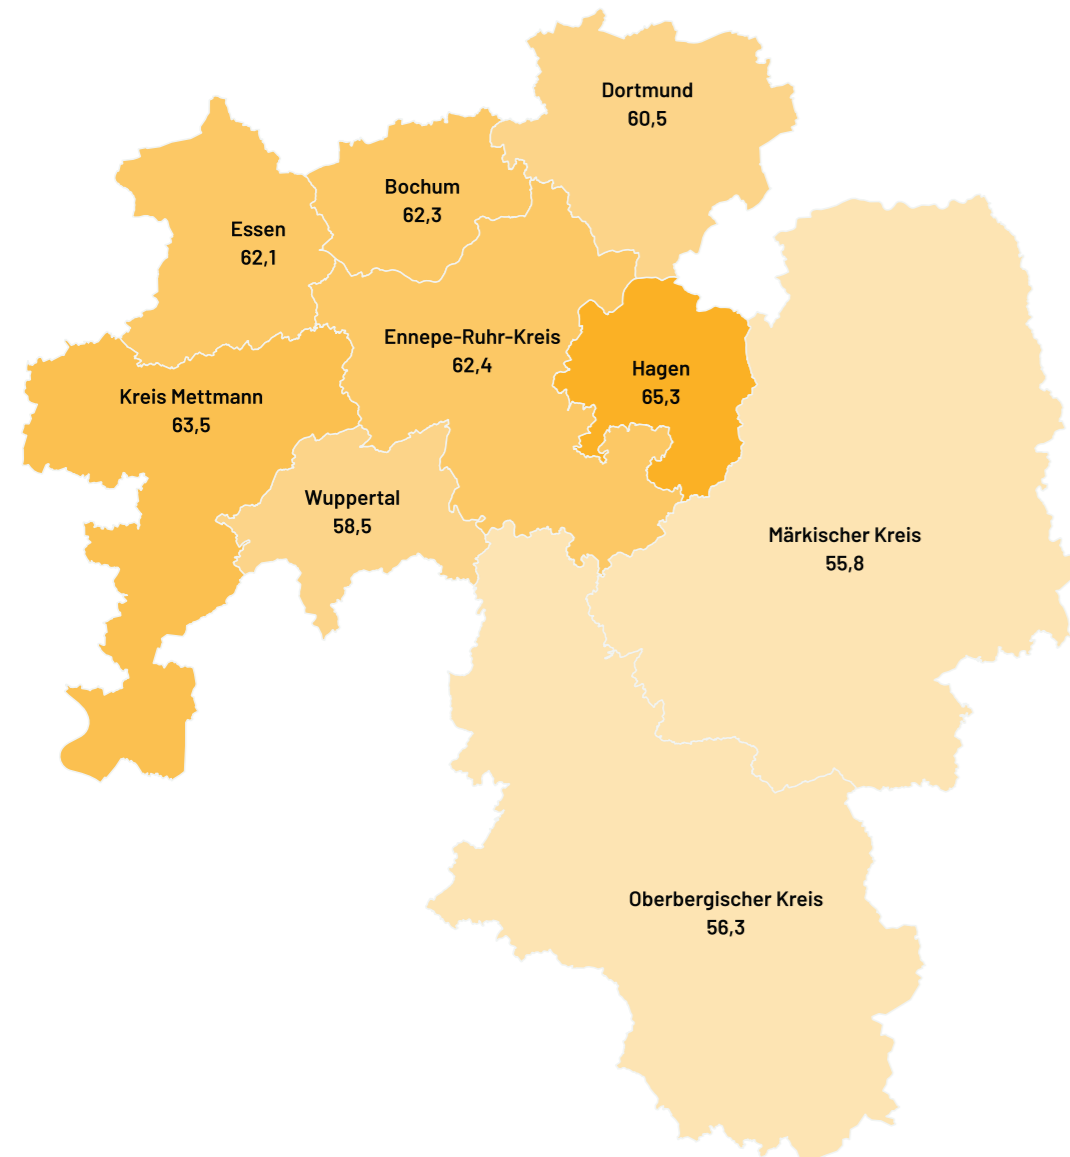 Dortmund
60,5
Bochum
62,3
Essen
62,1
Ennepe-Ruhr-Kreis
62,4
Hagen
65,3
Kreis Mettmann
63,5
Wuppertal
58,5
Märkischer Kreis
55,8
Oberbergischer Kreis
56,3